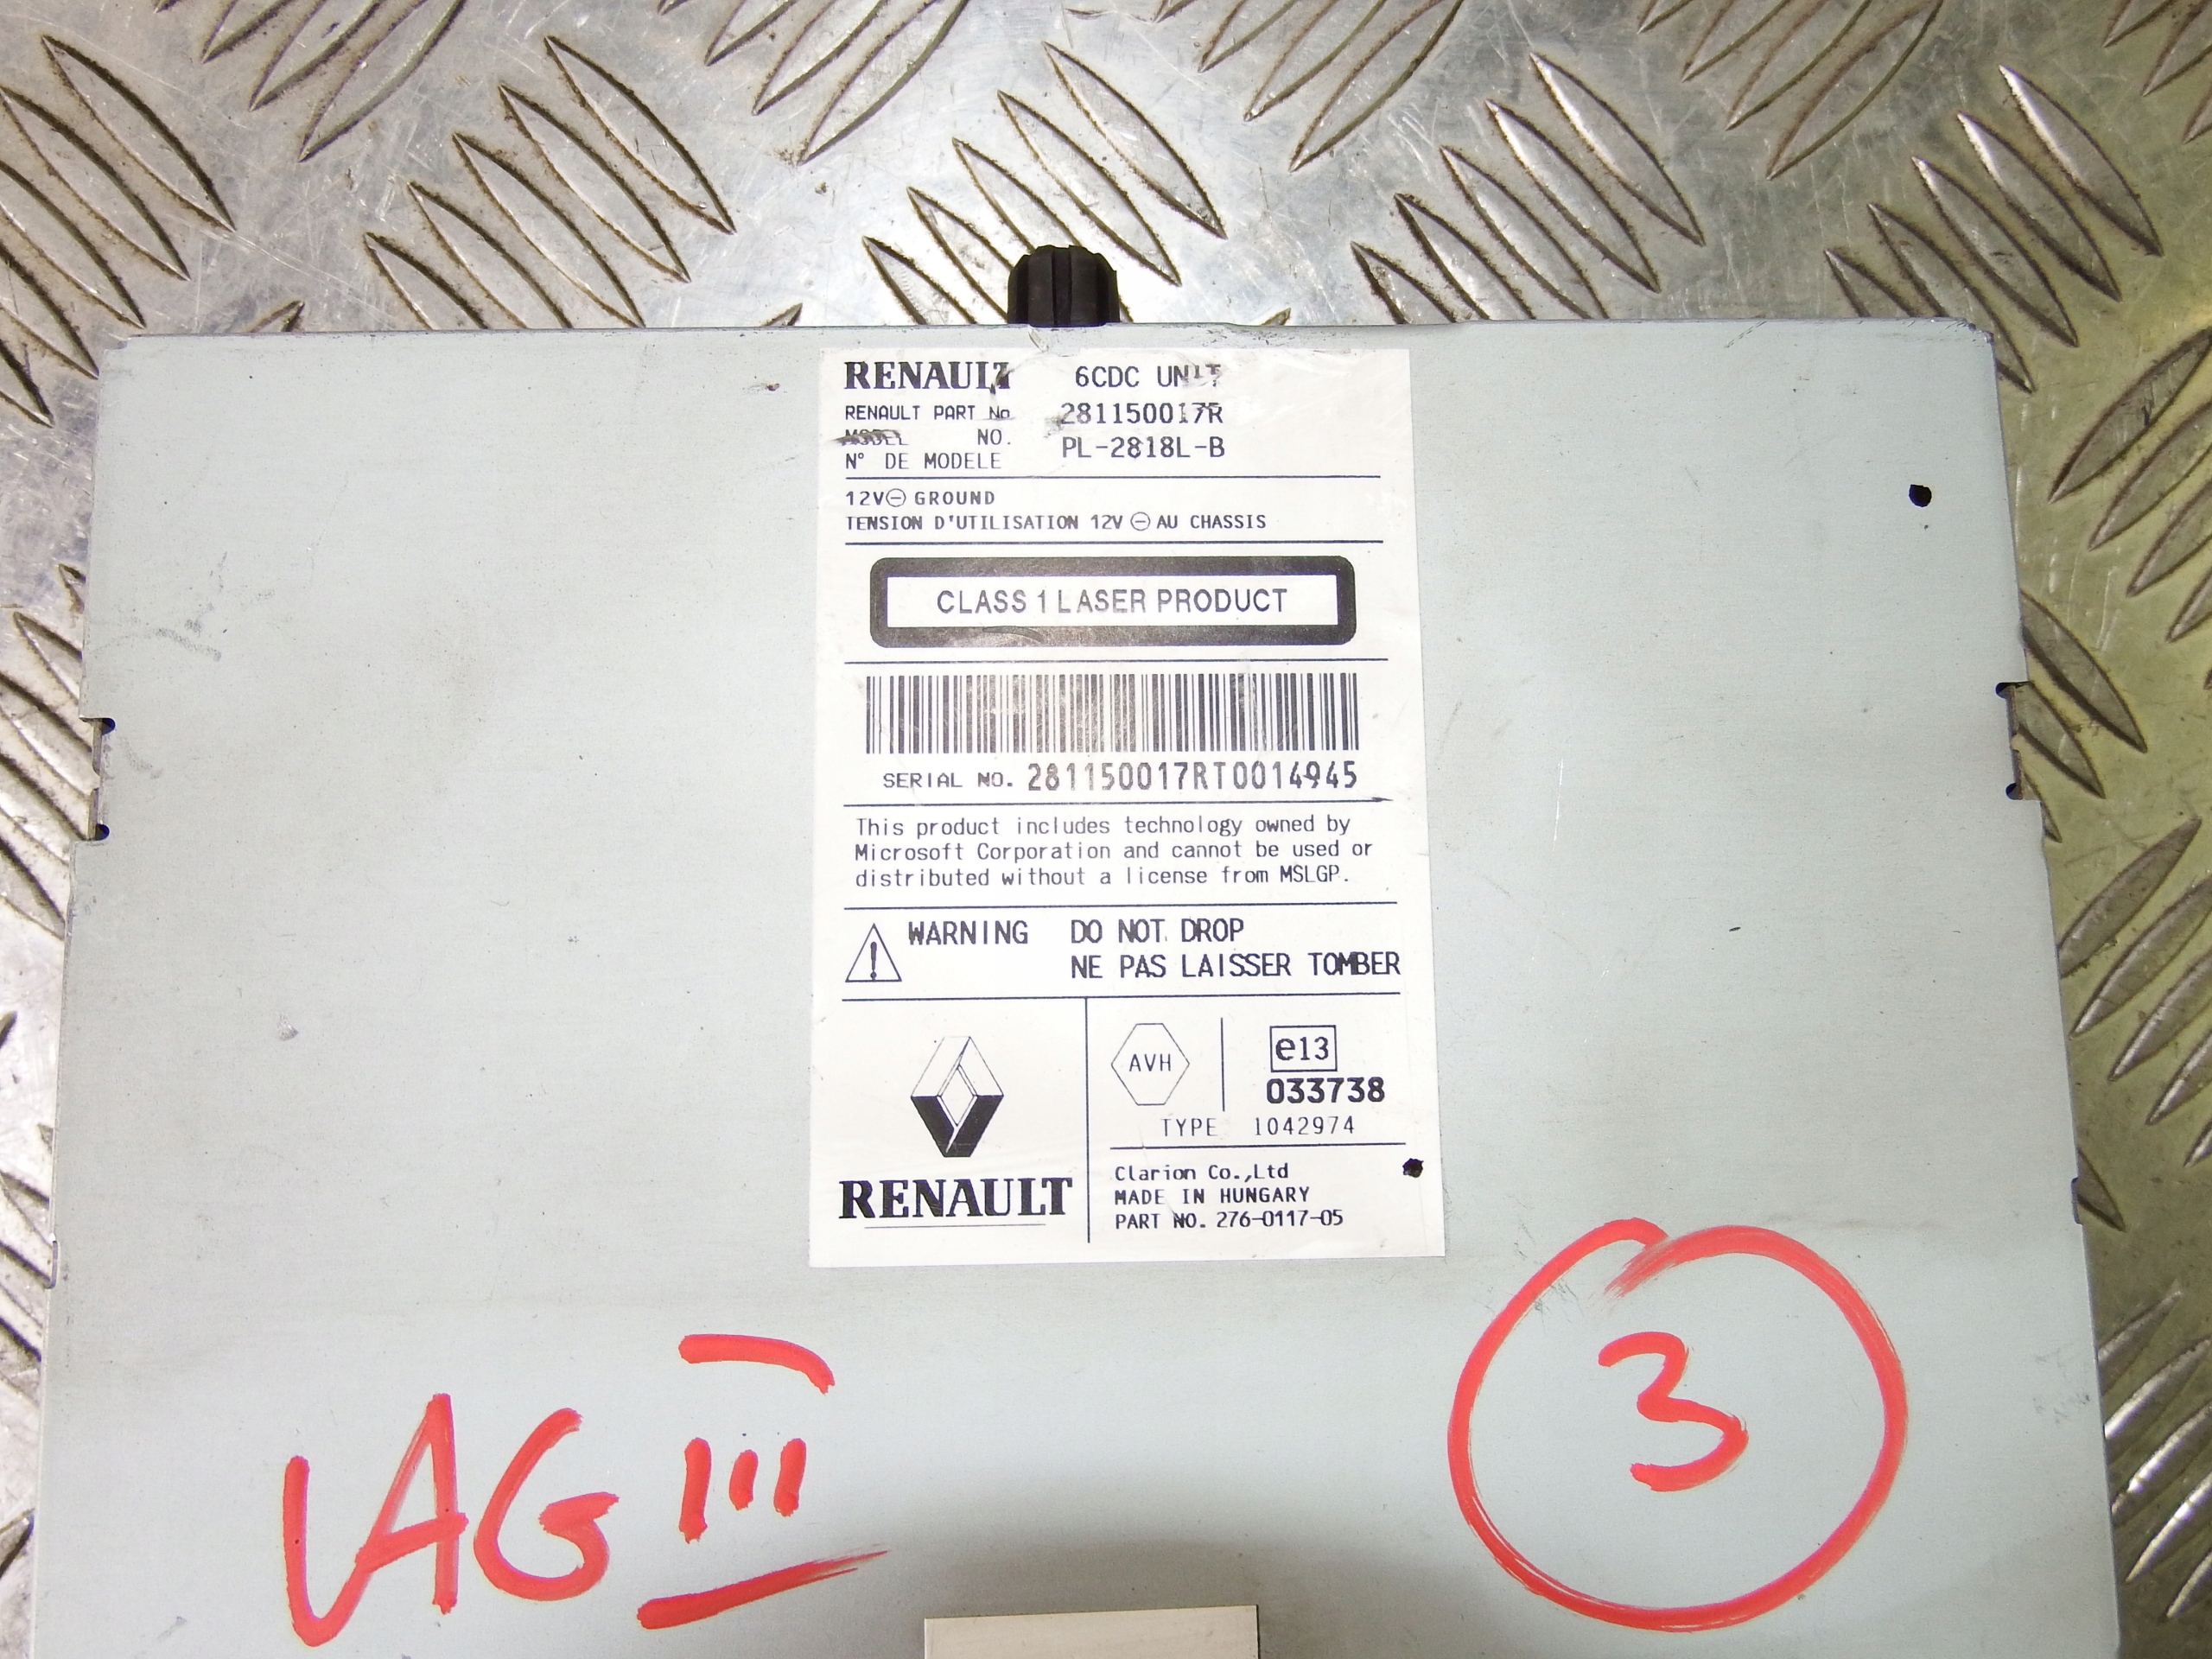 RENAULT 6CDC UNIT
RENAULT PART No 281150017R
MODEL NO. PL-2818L-B
N° DE MODELE
12V⊖ GROUND
TENSION D'UTILISATION 12V ⊖ AU CHASSIS
CLASS 1 LASER PRODUCT
SERIAL NO. 281150017RT0014945
This product includes technology owned by
Microsoft Corporation and cannot be used or
distributed without a license from MSLGP.
WARNING DO NOT DROP
NE PAS LAISSER TOMBER
AVH e13
033738
TYPE 1042974
RENAULT
Clarion Co.,Ltd
MADE IN HUNGARY
PART NO. 276-0117-05
LAG III
3